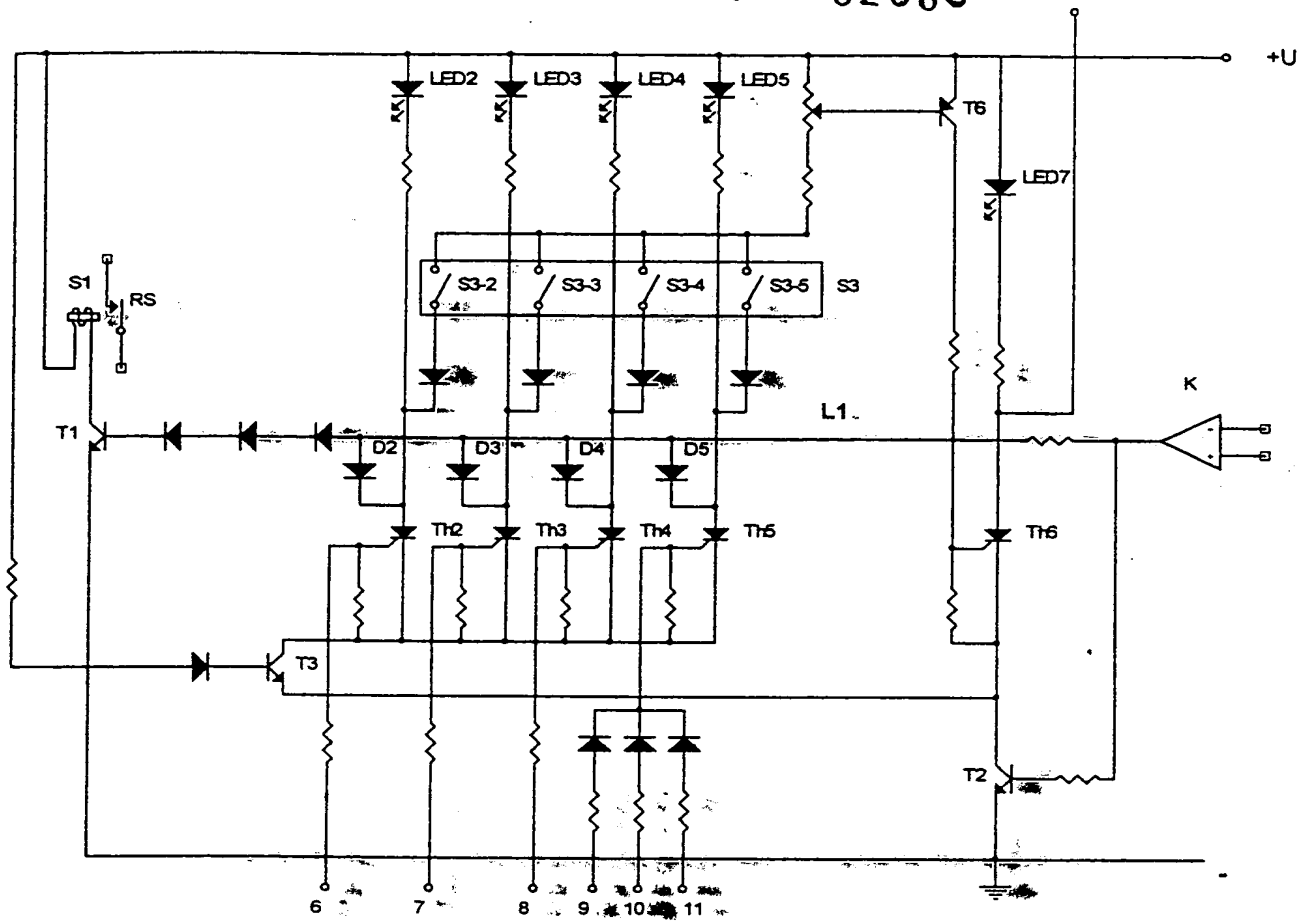 +U
LED2 LED3 LED4 LED5
T6
LED7
S1
RS
S3-2 S3-3 S3-4 S3-5 S3
K
L1
T1
D2 D3 D4 D5
Th2 Th3 Th4 Th5 Th6
T3
T2
-
6 7 8 9 10 11